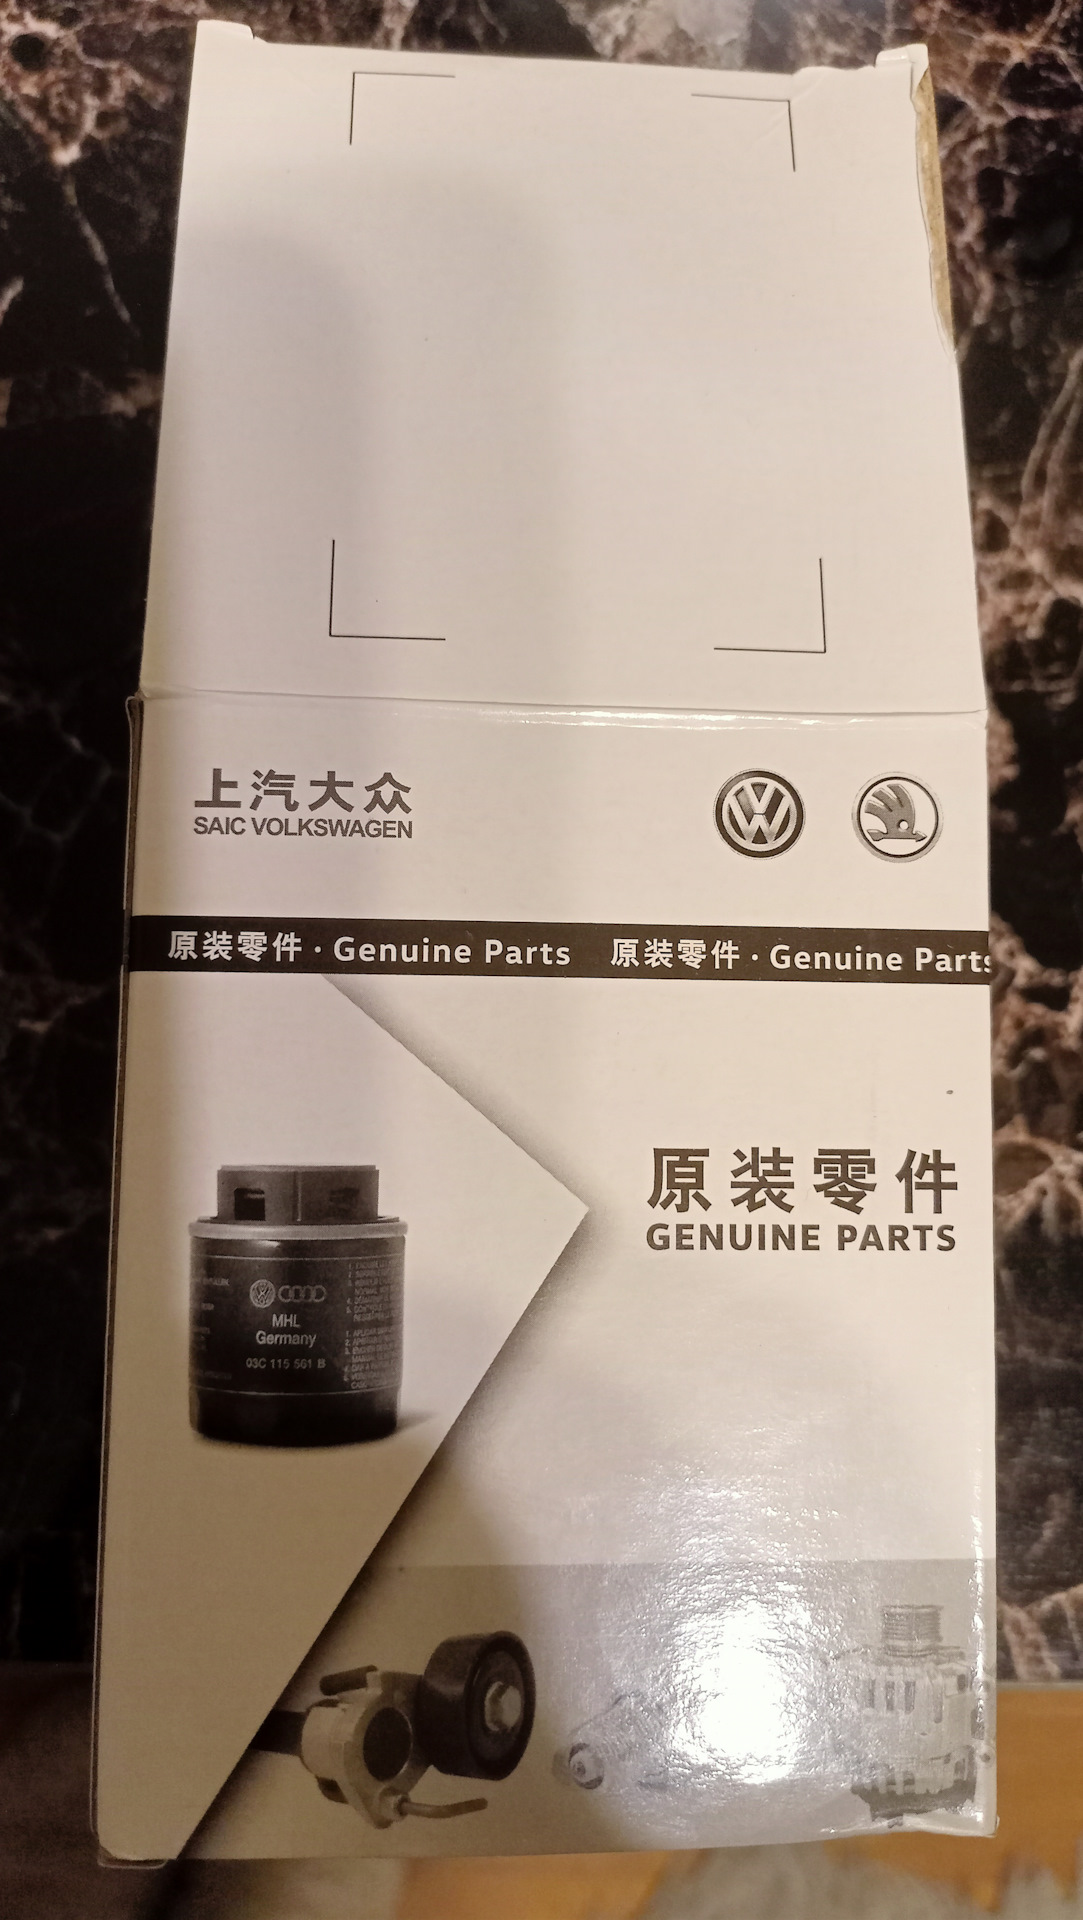 上汽大众
SAIC VOLKSWAGEN
原装零件 · Genuine Parts 原装零件 · Genuine Parts
原装零件
GENUINE PARTS
MHL
Germany
03C 115 561 B